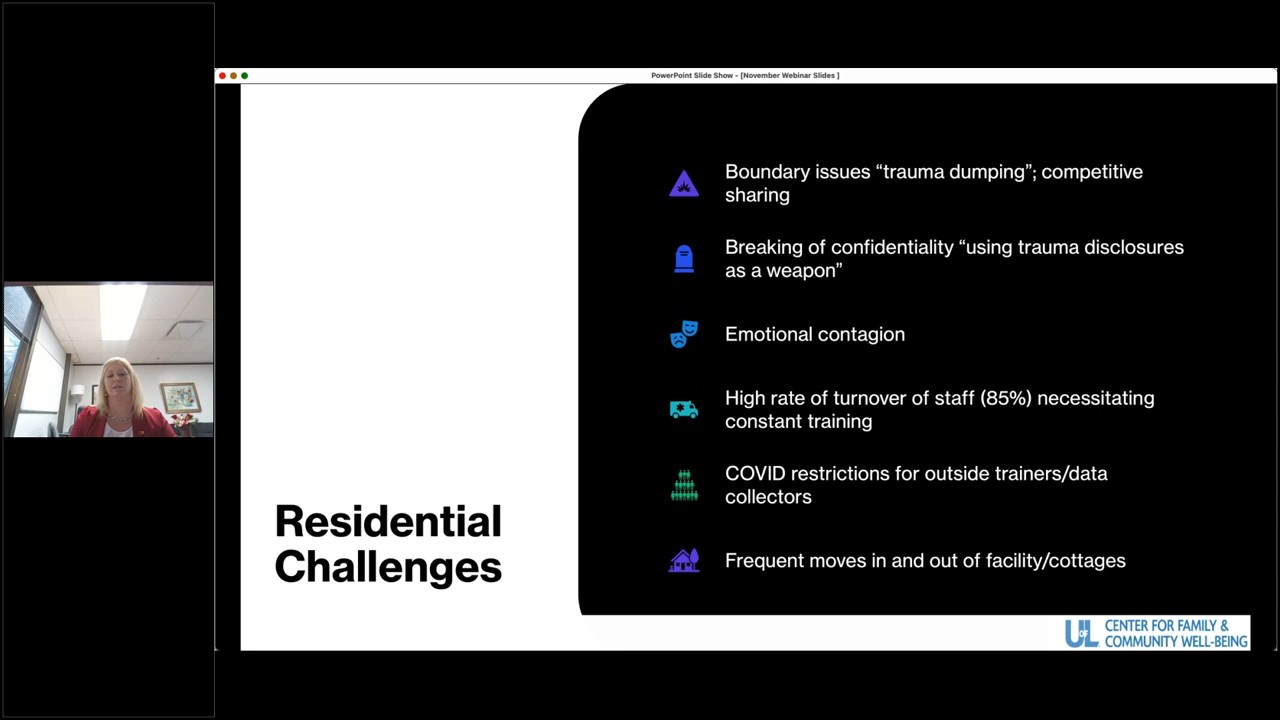 PowerPoint Slide Show - [November Webinar Slides ]
Boundary issues “trauma dumping”; competitive
sharing
Breaking of confidentiality “using trauma disclosures
as a weapon”
Emotional contagion
High rate of turnover of staff (85%) necessitating
constant training
COVID restrictions for outside trainers/data
collectors
Frequent moves in and out of facility/cottages
Residential
Challenges
UofL CENTER FOR FAMILY &
COMMUNITY WELL-BEING